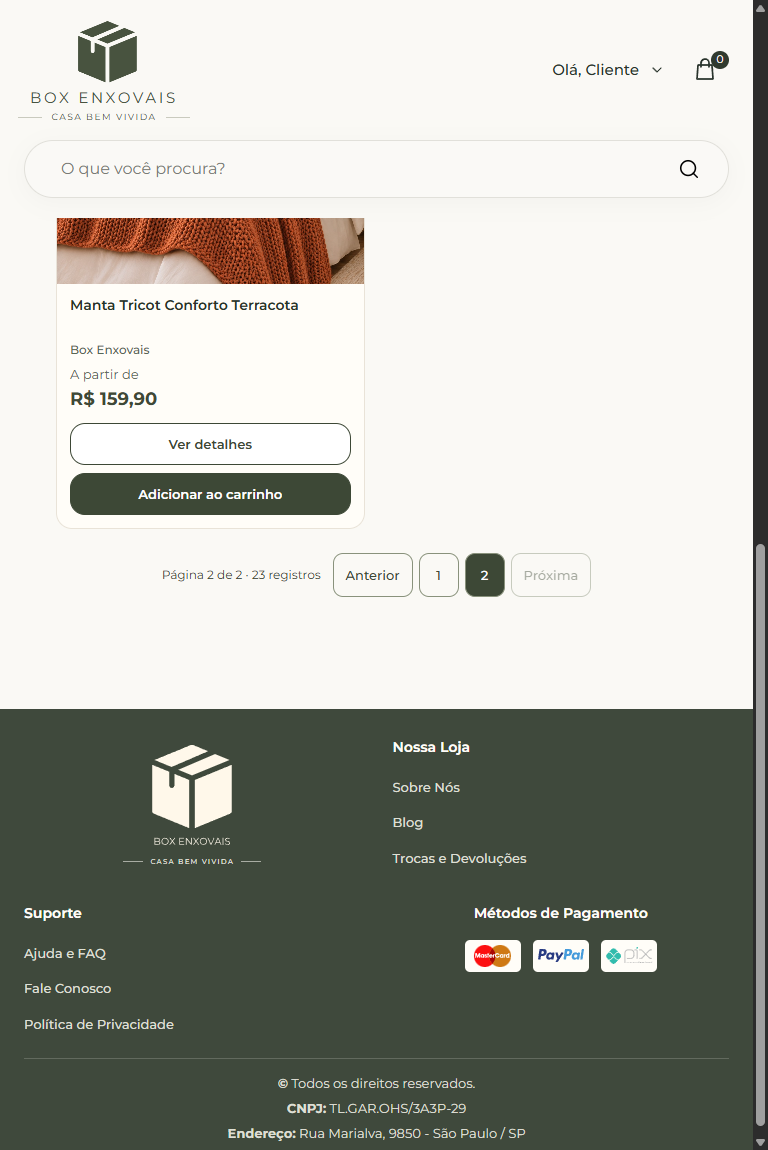 BOX ENXOVAIS
CASA BEM VIVIDA
Olá, Cliente
0
O que você procura?
Manta Tricot Conforto Terracota
Box Enxovais
A partir de
R$ 159,90
Ver detalhes
Adicionar ao carrinho
Página 2 de 2 · 23 registros
Anterior
1
2
Próxima
BOX ENXOVAIS
CASA BEM VIVIDA
Nossa Loja
Sobre Nós
Blog
Trocas e Devoluções
Suporte
Ajuda e FAQ
Fale Conosco
Política de Privacidade
Métodos de Pagamento
MasterCard
PayPal
pix
© Todos os direitos reservados.
CNPJ: TL.GAR.OHS/3A3P-29
Endereço: Rua Marialva, 9850 - São Paulo / SP